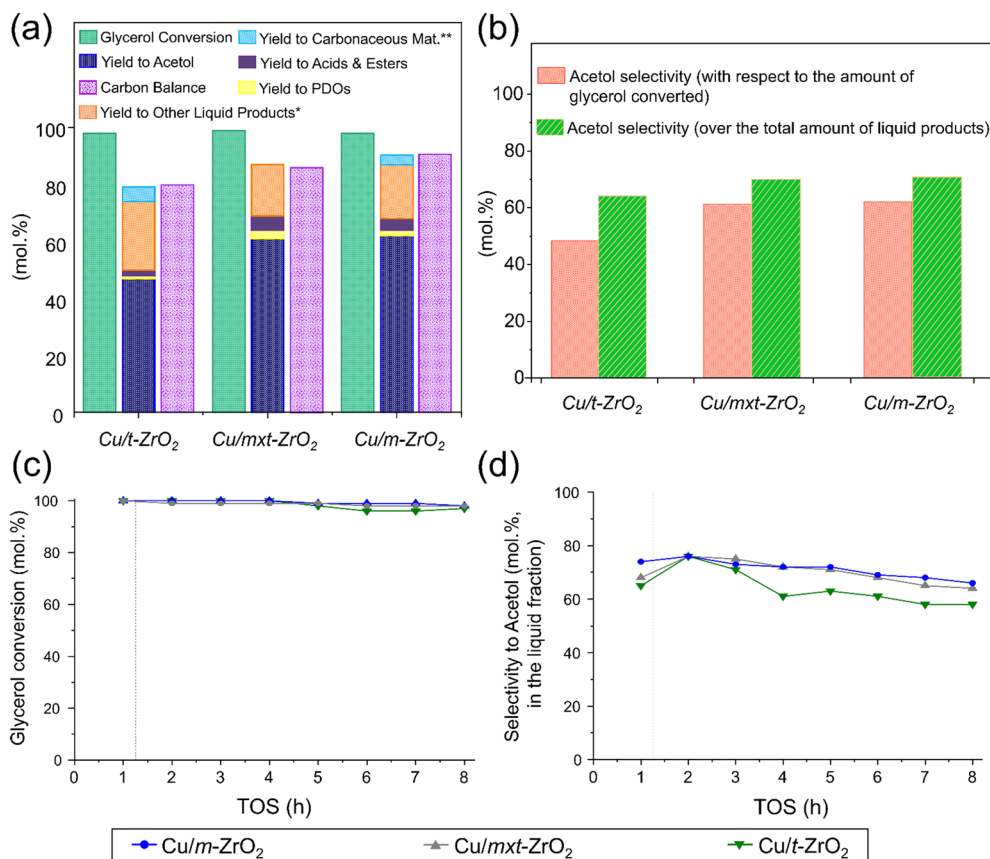 (a)
Glycerol Conversion
Yield to Carbonaceous Mat.**
Yield to Acetol
Yield to Acids & Esters
Carbon Balance
Yield to PDOs
Yield to Other Liquid Products*
(mol.%)
100
80
60
40
20
0
Cu/t-ZrO₂
Cu/mxt-ZrO₂
Cu/m-ZrO₂
(b)
Acetol selectivity (with respect to the amount of
glycerol converted)
Acetol selectivity (over the total amount of liquid products)
(mol.%)
100
80
60
40
20
0
Cu/t-ZrO₂
Cu/mxt-ZrO₂
Cu/m-ZrO₂
(c)
Glycerol conversion (mol.%)
100
80
60
40
20
0
0 1 2 3 4 5 6 7 8
TOS (h)
(d)
Selectivity to Acetol (mol.%,
in the liquid fraction)
100
80
60
40
20
0
0 1 2 3 4 5 6 7 8
TOS (h)
Cu/m-ZrO₂ Cu/mxt-ZrO₂ Cu/t-ZrO₂